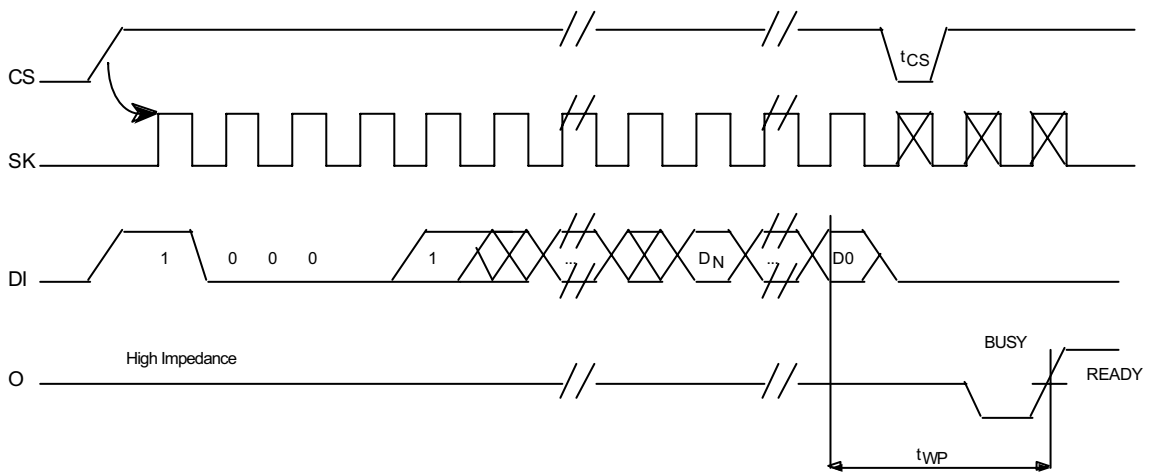 CS
tCS
SK
DI 1 0 0 0 1 ... DN ... D0
O
High Impedance
BUSY
READY
tWP